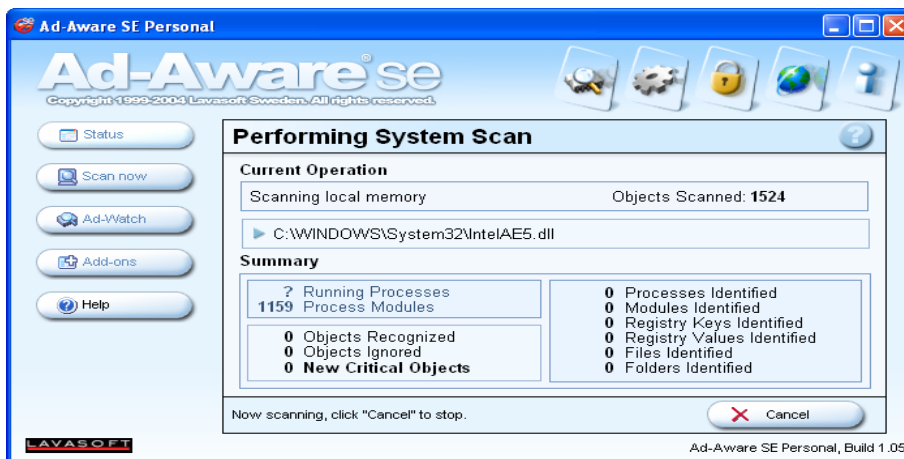 Ad-Aware SE Personal
Ad-Aware® se
Copyright 1999-2004 Lavasoft Sweden. All rights reserved.
Status
Scan now
Ad-Watch
Add-ons
Help
Performing System Scan
?
Current Operation
Scanning local memory Objects Scanned: 1524
C:\WINDOWS\System32\IntelAE5.dll
Summary
? Running Processes
1159 Process Modules
0 Objects Recognized
0 Objects Ignored
0 New Critical Objects
0 Processes Identified
0 Modules Identified
0 Registry Keys Identified
0 Registry Values Identified
0 Files Identified
0 Folders Identified
Now scanning, click "Cancel" to stop.
Cancel
LAVASOFT
Ad-Aware SE Personal, Build 1.05